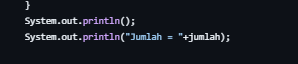 }
System.out.println();
System.out.println("Jumlah = "+jumlah);